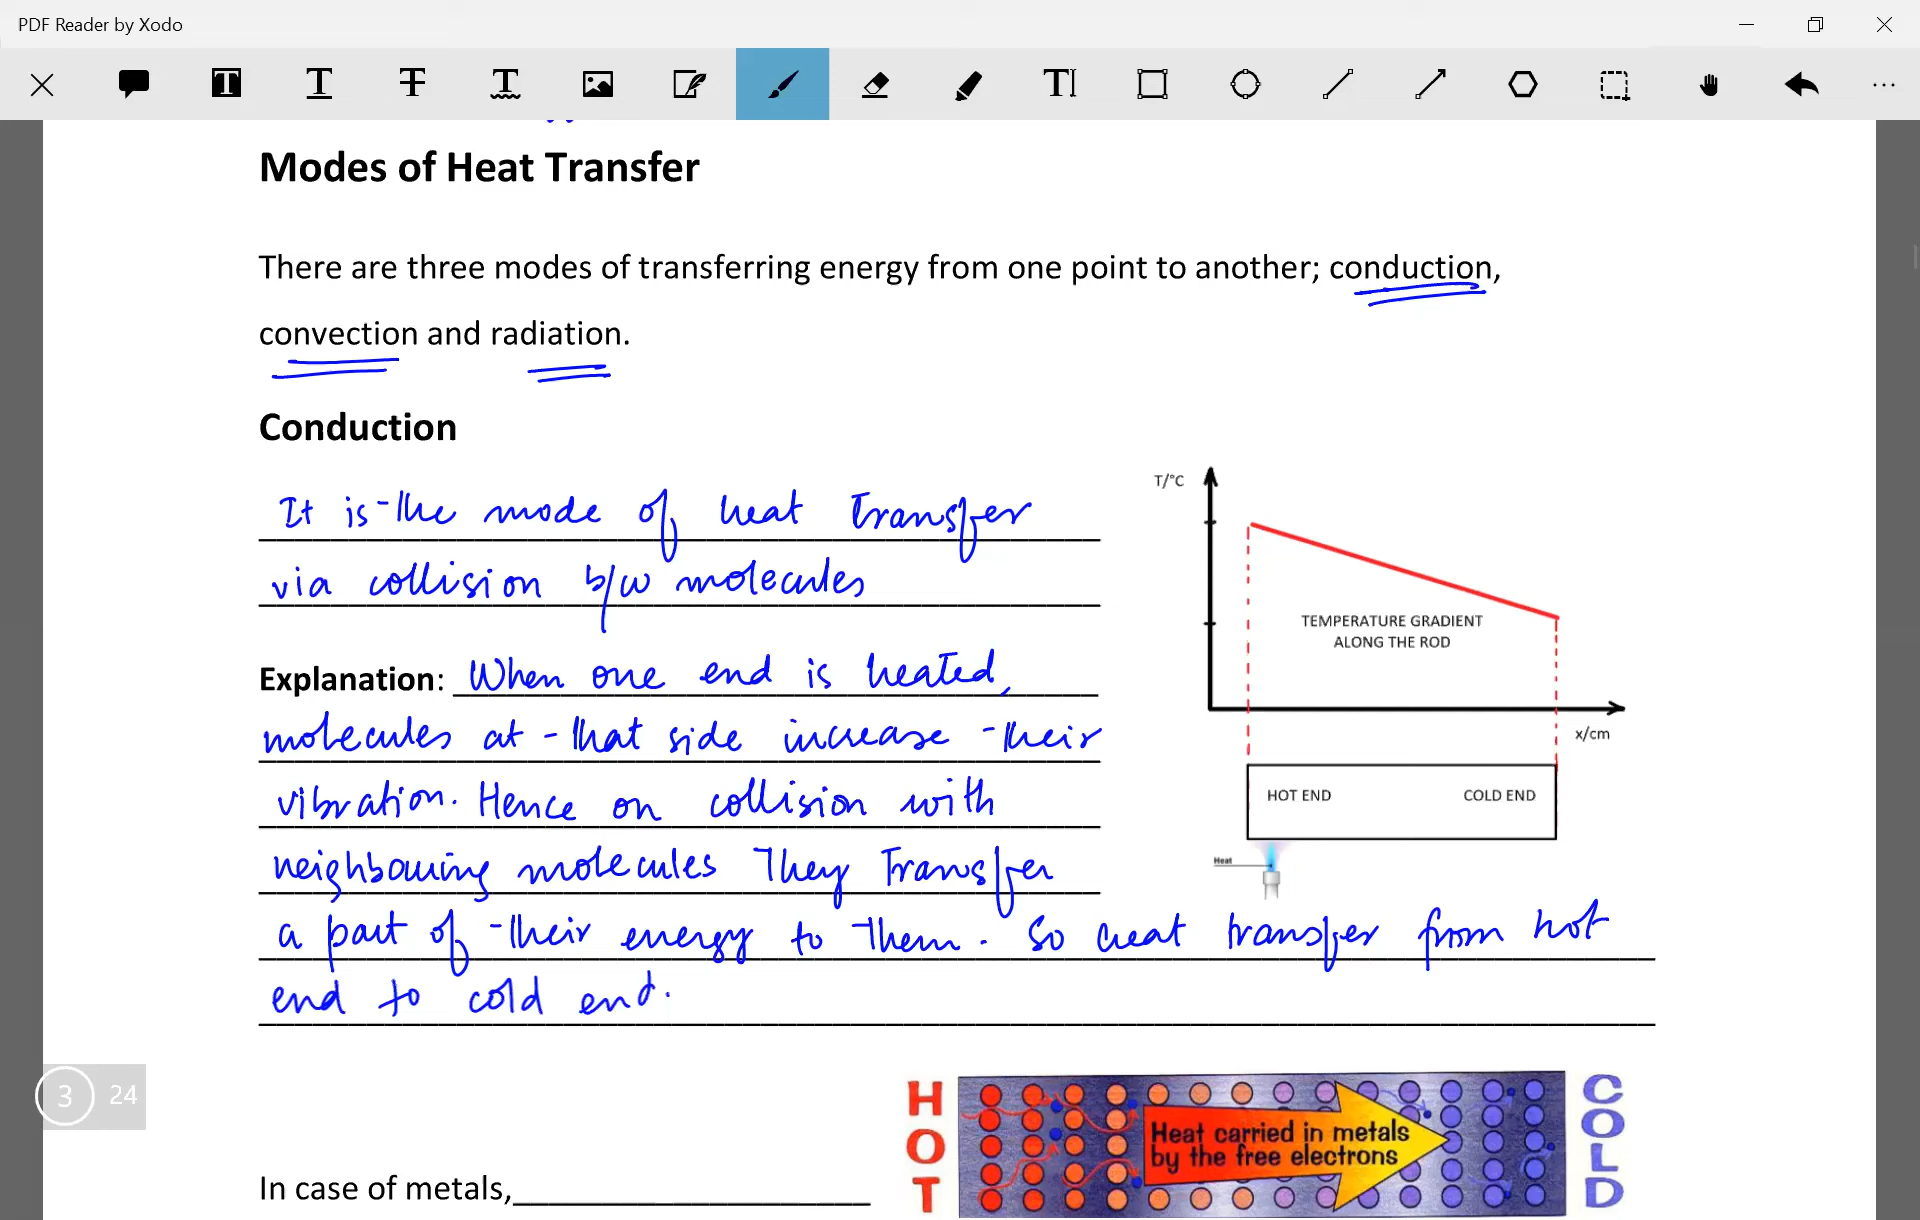 PDF Reader by Xodo
Modes of Heat Transfer
There are three modes of transferring energy from one point to another; conduction,
convection and radiation.
Conduction
It is the mode of heat Transfer
via collision b/w molecules
Explanation: When one end is heated,
molecules at that side increase their
vibration. Hence on collision with
neighbouring molecules They Transfer
a part of their energy to Them. So heat transfer from hot
end to cold end.
T/°C
TEMPERATURE GRADIENT
ALONG THE ROD
x/cm
HOT END COLD END
Heat
3 24
In case of metals,
HOT
Heat carried in metals
by the free electrons
COLD